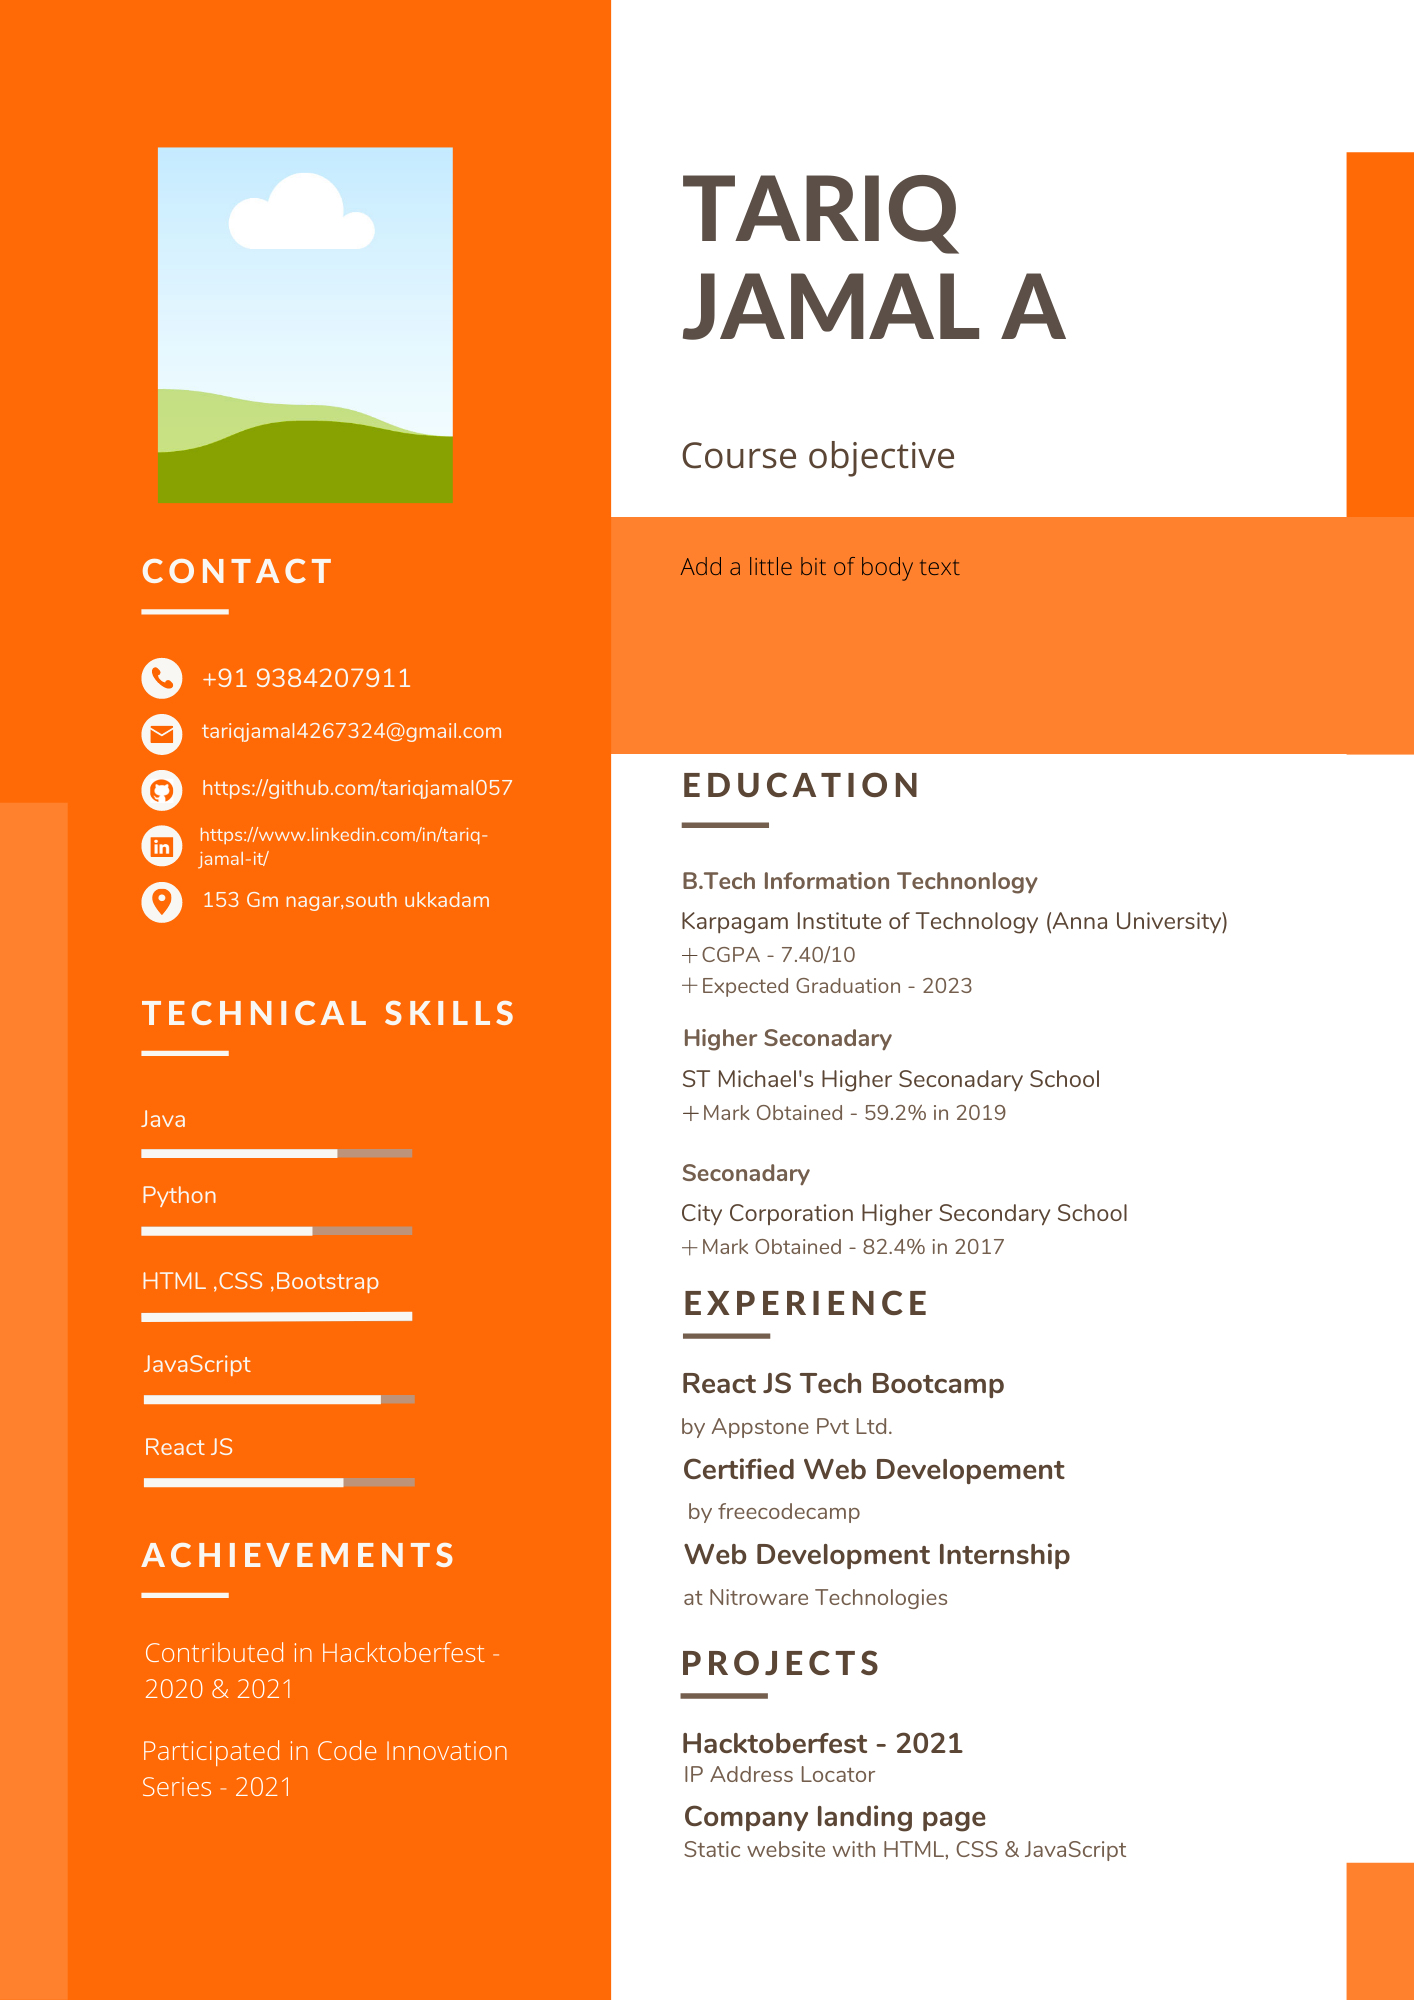 TARIQ
JAMAL A
Course objective
Add a little bit of body text
CONTACT
+91 9384207911
tariqjamal4267324@gmail.com
https://github.com/tariqjamal057
https://www.linkedin.com/in/tariq-
jamal-it/
153 Gm nagar,south ukkadam
TECHNICAL SKILLS
Java
Python
HTML ,CSS ,Bootstrap
JavaScript
React JS
ACHIEVEMENTS
Contributed in Hacktoberfest -
2020 & 2021
Participated in Code Innovation
Series - 2021
EDUCATION
B.Tech Information Technonlogy
Karpagam Institute of Technology (Anna University)
+CGPA - 7.40/10
+Expected Graduation - 2023
Higher Seconadary
ST Michael's Higher Seconadary School
+Mark Obtained - 59.2% in 2019
Seconadary
City Corporation Higher Secondary School
+Mark Obtained - 82.4% in 2017
EXPERIENCE
React JS Tech Bootcamp
by Appstone Pvt Ltd.
Certified Web Developement
by freecodecamp
Web Development Internship
at Nitroware Technologies
PROJECTS
Hacktoberfest - 2021
IP Address Locator
Company landing page
Static website with HTML, CSS & JavaScript